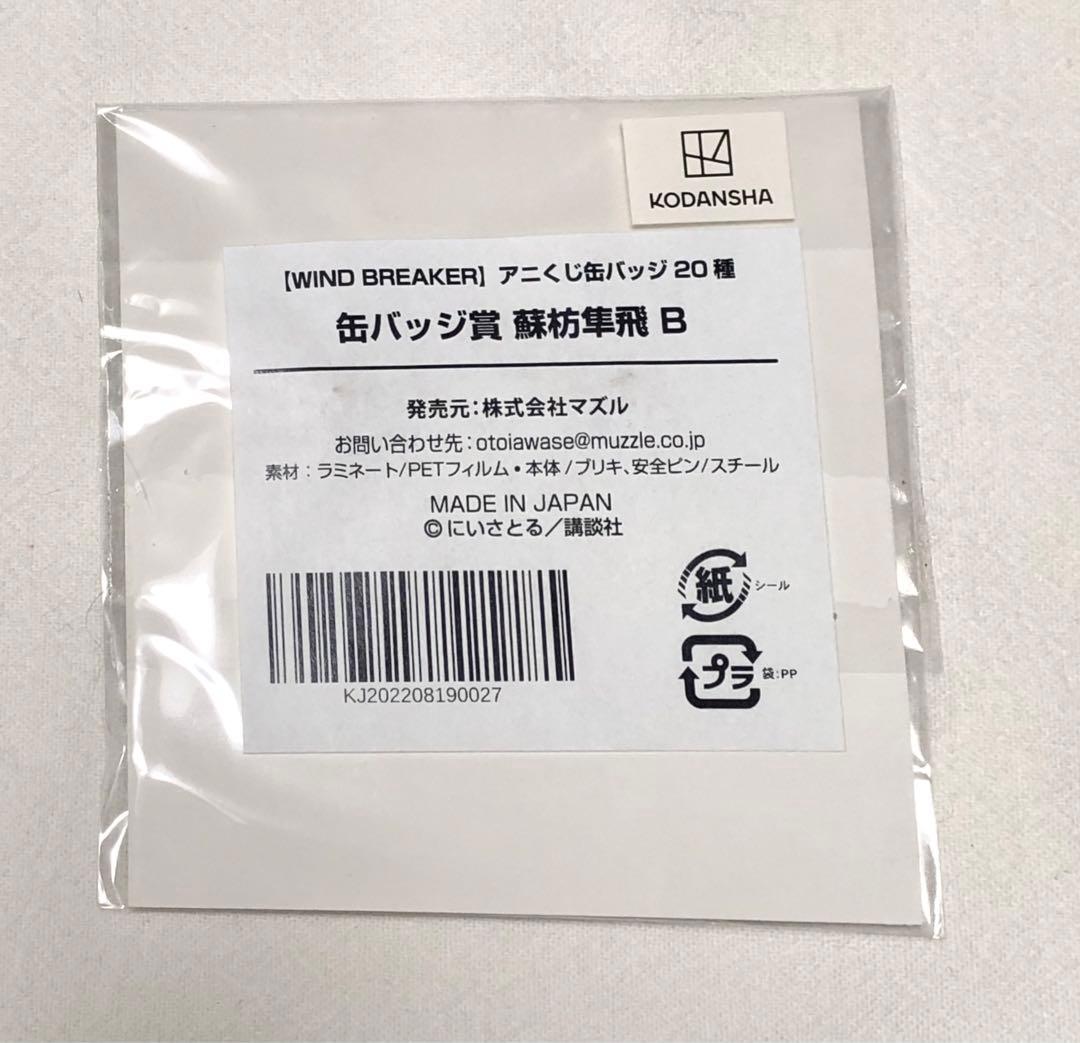 KODANSHA
【WIND BREAKER】アニくじ缶バッジ20種
缶バッジ賞 蘇枋隼飛 B
発売元:株式会社マズル
お問い合わせ先:otoiawase@muzzle.co.jp
素材:ラミネート/PETフィルム・本体/ブリキ、安全ピン/スチール
MADE IN JAPAN
©にいさとる/講談社
紙 シール
プラ 袋:PP
KJ202208190027